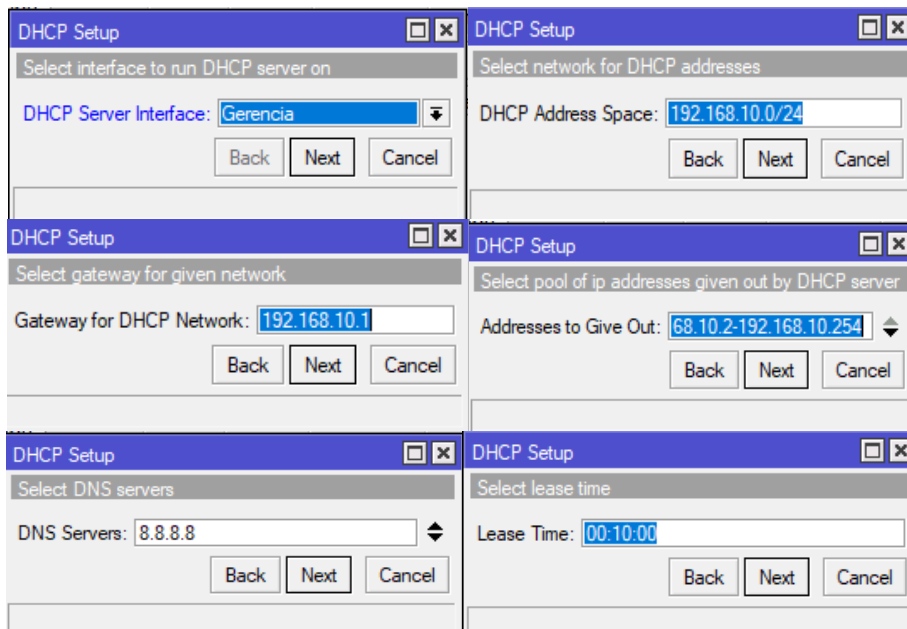 DHCP Setup
Select interface to run DHCP server on
DHCP Server Interface: Gerencia
Back Next Cancel
DHCP Setup
Select network for DHCP addresses
DHCP Address Space: 192.168.10.0/24
Back Next Cancel
DHCP Setup
Select gateway for given network
Gateway for DHCP Network: 192.168.10.1
Back Next Cancel
DHCP Setup
Select pool of ip addresses given out by DHCP server
Addresses to Give Out: 68.10.2-192.168.10.254
Back Next Cancel
DHCP Setup
Select DNS servers
DNS Servers: 8.8.8.8
Back Next Cancel
DHCP Setup
Select lease time
Lease Time: 00:10:00
Back Next Cancel